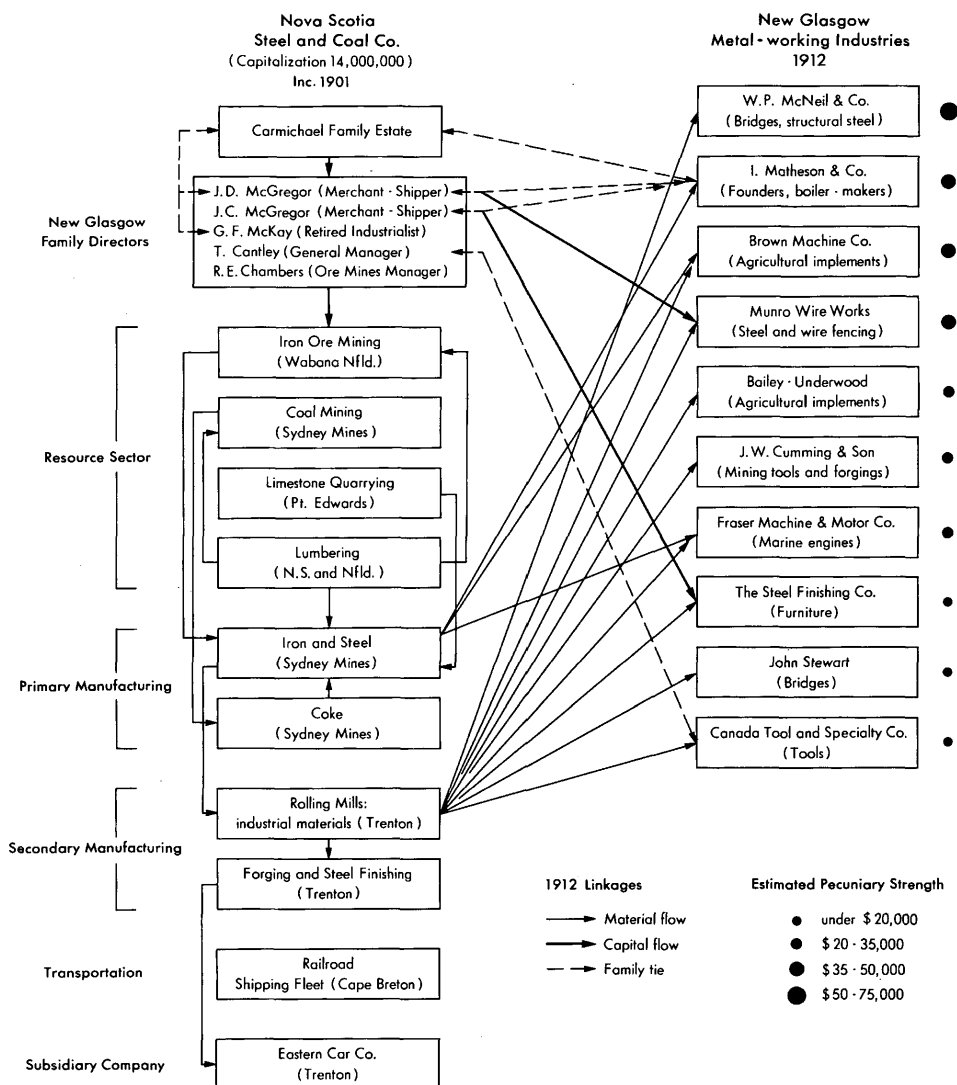 Nova Scotia
Steel and Coal Co.
(Capitalization 14,000,000)
Inc. 1901
Carmichael Family Estate
New Glasgow
Family Directors
J.D. McGregor (Merchant-Shipper)
J.C. McGregor (Merchant-Shipper)
G. F. McKay (Retired Industrialist)
T. Cantley (General Manager)
R.E. Chambers (Ore Mines Manager)
Resource Sector
Iron Ore Mining
(Wabana Nfld.)
Coal Mining
(Sydney Mines)
Limestone Quarrying
(Pt. Edwards)
Lumbering
(N.S. and Nfld.)
Primary Manufacturing
Iron and Steel
(Sydney Mines)
Coke
(Sydney Mines)
Secondary Manufacturing
Rolling Mills:
industrial materials (Trenton)
Forging and Steel Finishing
(Trenton)
Transportation
Railroad
Shipping Fleet (Cape Breton)
Subsidiary Company
Eastern Car Co.
(Trenton)
New Glasgow
Metal-working Industries
1912
W.P. McNeil & Co.
(Bridges, structural steel)
I. Matheson & Co.
(Founders, boiler-makers)
Brown Machine Co.
(Agricultural implements)
Munro Wire Works
(Steel and wire fencing)
Bailey-Underwood
(Agricultural implements)
J.W. Cumming & Son
(Mining tools and forgings)
Fraser Machine & Motor Co.
(Marine engines)
The Steel Finishing Co.
(Furniture)
John Stewart
(Bridges)
Canada Tool and Specialty Co.
(Tools)
1912 Linkages
Material flow
Capital flow
Family tie
Estimated Pecuniary Strength
under $20,000
$20-35,000
$35-50,000
$50-75,000